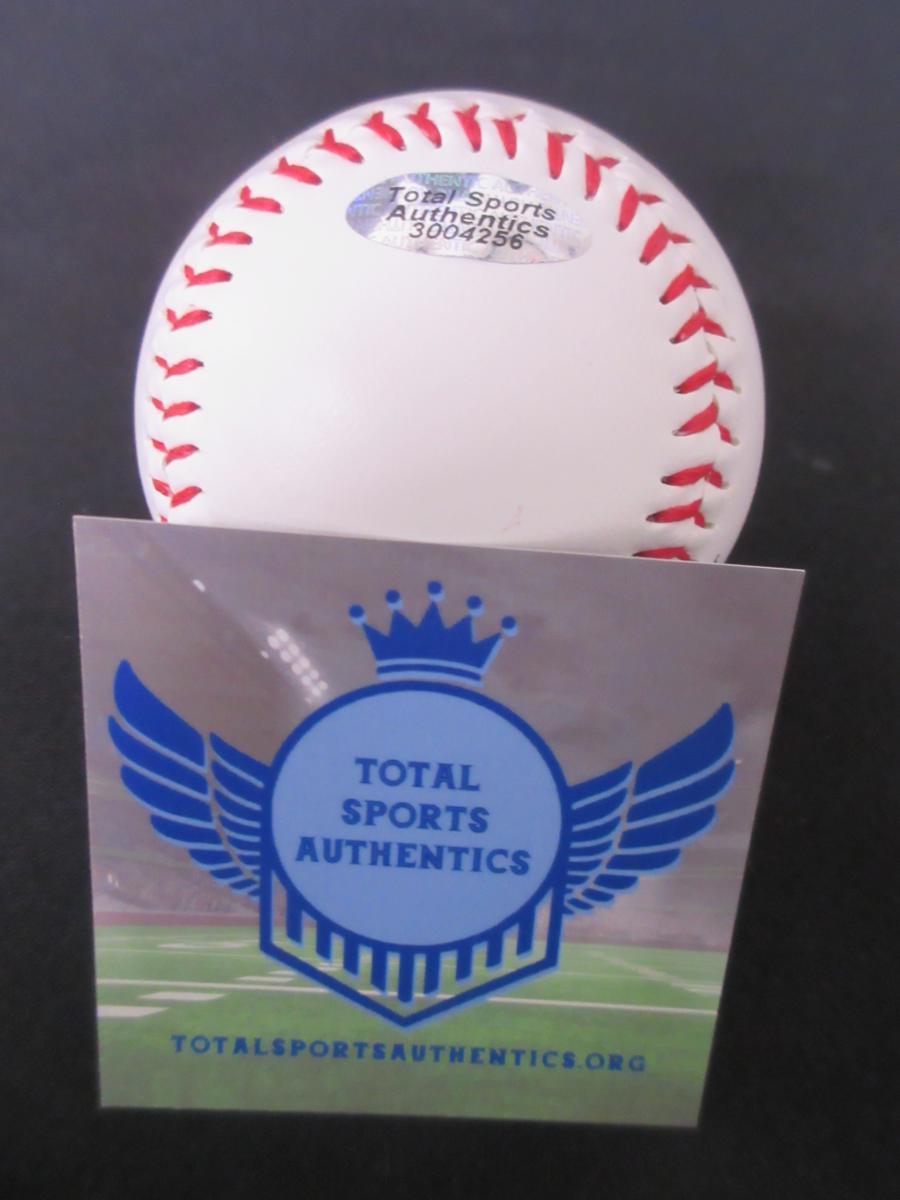 Total Sports
Authentics
3004256
TOTAL
SPORTS
AUTHENTICS
TOTALSPORTSAUTHENTICS.ORG